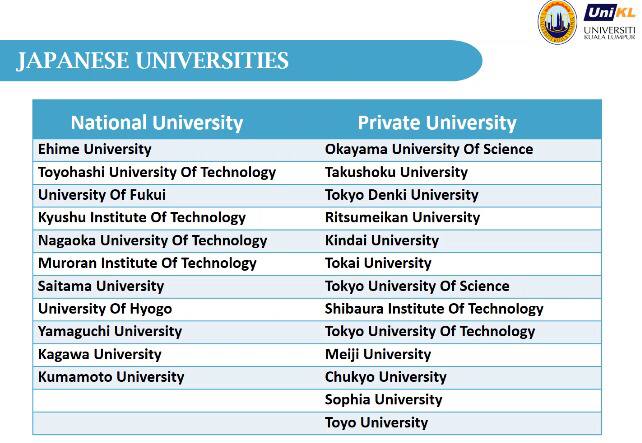 UniKL
UNIVERSITI
KUALA LUMPUR
JAPANESE UNIVERSITIES
National University Private University
Ehime University Okayama University Of Science
Toyohashi University Of Technology Takushoku University
University Of Fukui Tokyo Denki University
Kyushu Institute Of Technology Ritsumeikan University
Nagaoka University Of Technology Kindai University
Muroran Institute Of Technology Tokai University
Saitama University Tokyo University Of Science
University Of Hyogo Shibaura Institute Of Technology
Yamaguchi University Tokyo University Of Technology
Kagawa University Meiji University
Kumamoto University Chukyo University
Sophia University
Toyo University